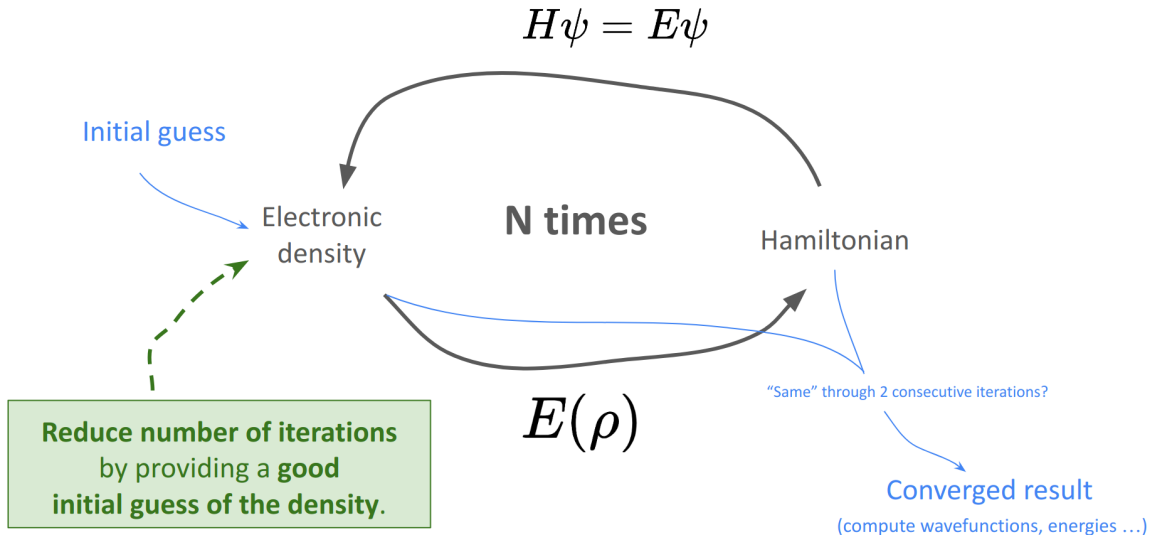 Hψ = Eψ
Initial guess
Electronic
density
N times
Hamiltonian
“Same” through 2 consecutive iterations?
E(ρ)
Reduce number of iterations
by providing a good
initial guess of the density.
Converged result
(compute wavefunctions, energies …)